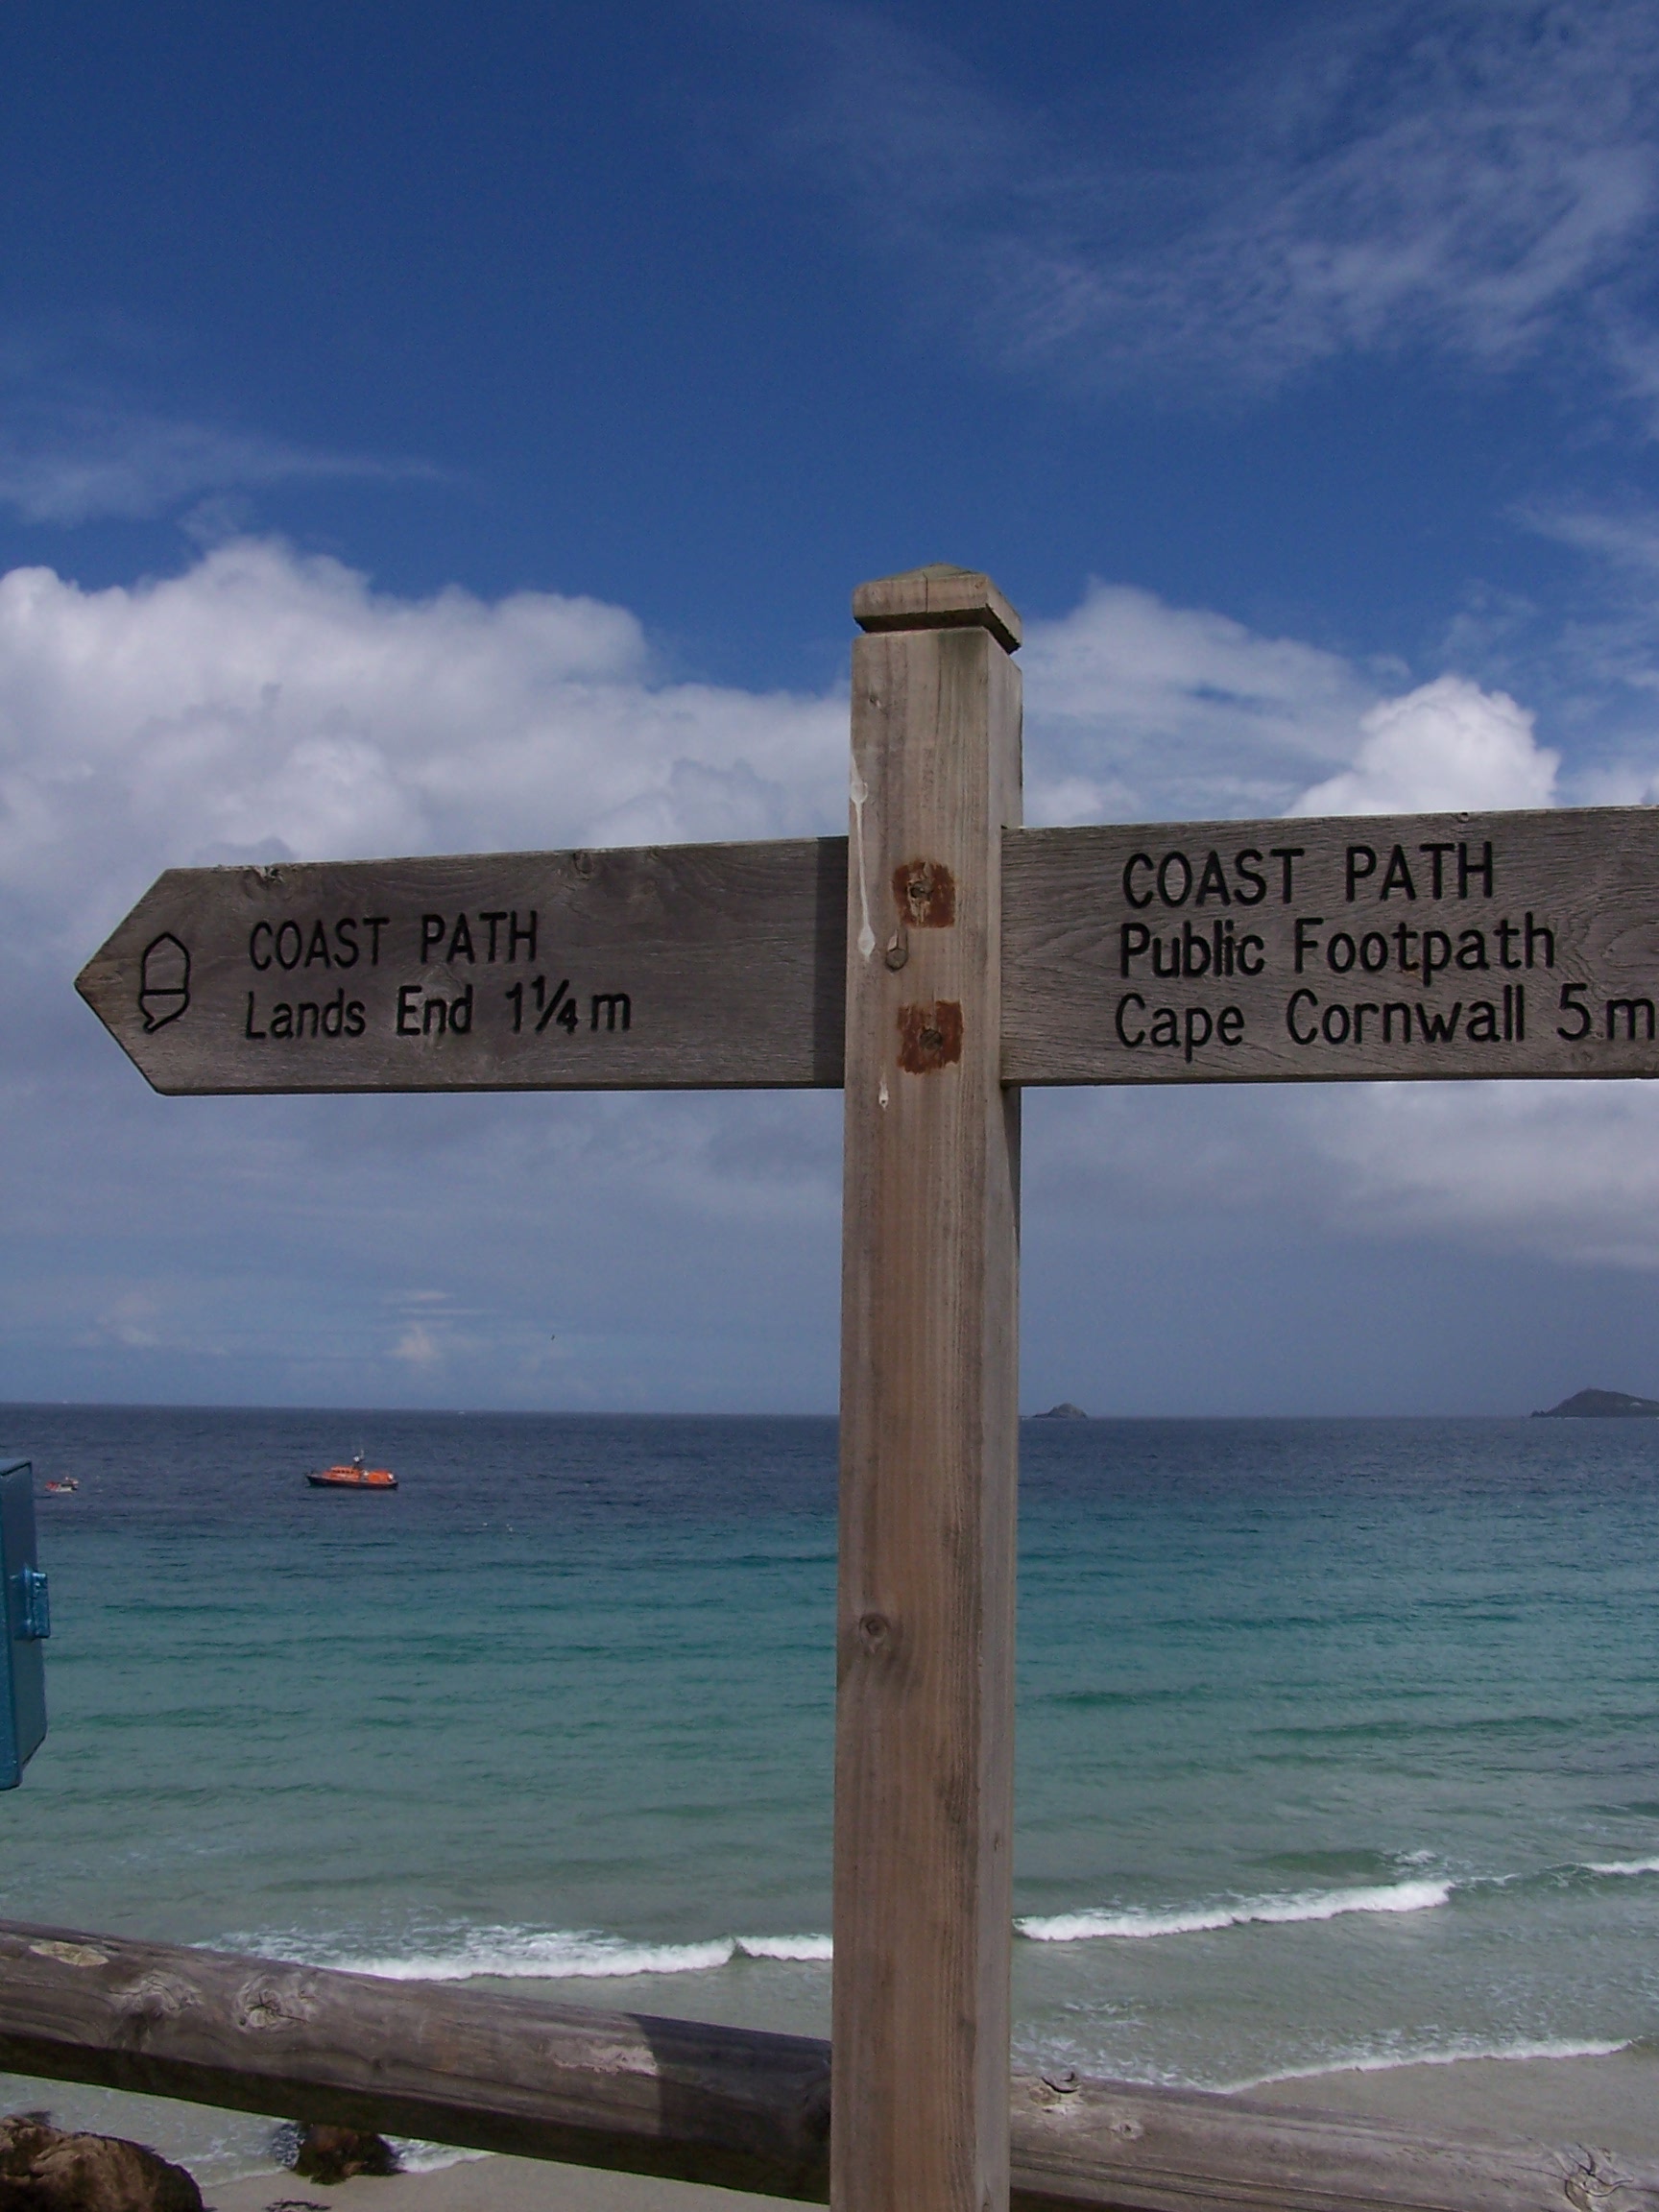 COAST PATH
Lands End 1¼ m
COAST PATH
Public Footpath
Cape Cornwall 5 m